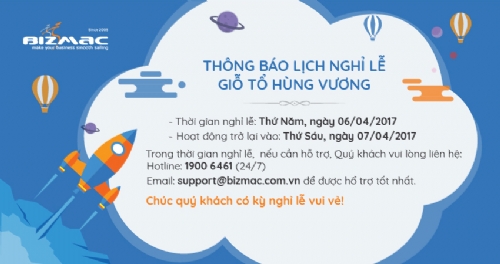 Since 2003
BIZMAC
make your business smooth sailing
THÔNG BÁO LỊCH NGHỈ LỄ
GIỖ TỔ HÙNG VƯƠNG
- Thời gian nghỉ lễ: Thứ Năm, ngày 06/04/2017
- Hoạt động trở lại vào: Thứ Sáu, ngày 07/04/2017
Trong thời gian nghỉ lễ, nếu cần hỗ trợ, Quý khách vui lòng liên hệ:
Hotline: 1900 6461 (24/7)
Email: support@bizmac.com.vn để được hổ trợ tốt nhất.
Chúc quý khách có kỳ nghỉ lễ vui vẻ!